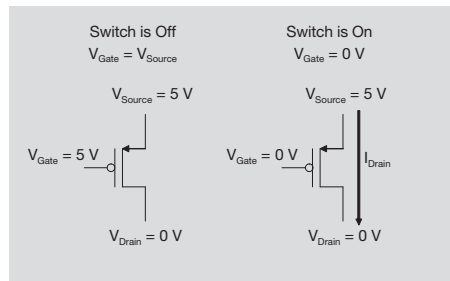 Switch is Off
V_Gate = V_Source
V_Source = 5 V
V_Gate = 5 V
V_Drain = 0 V
Switch is On
V_Gate = 0 V
V_Source = 5 V
V_Gate = 0 V
I_Drain
V_Drain = 0 V